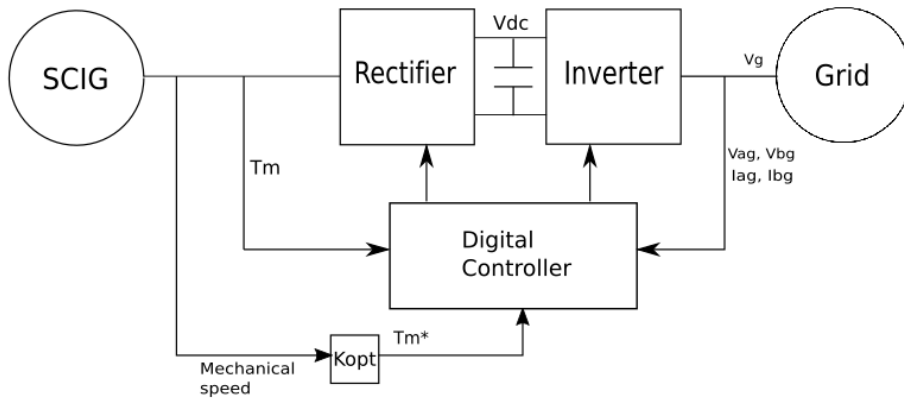 Vdc
SCIG
Rectifier
Inverter
Vg
Grid
Tm
Vag, Vbg
Iag, Ibg
Digital
Controller
Tm*
Kopt
Mechanical
speed